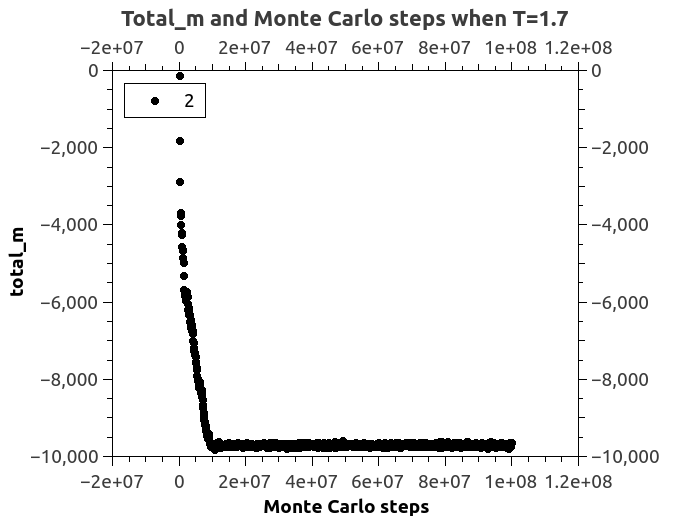 Total_m and Monte Carlo steps when T=1.7
−2e+07 0 2e+07 4e+07 6e+07 8e+07 1e+08 1.2e+08
0 0
2
−2,000 −2,000
−4,000 −4,000
total_m
−6,000 −6,000
−8,000 −8,000
−10,000 −10,000
−2e+07 0 2e+07 4e+07 6e+07 8e+07 1e+08 1.2e+08
Monte Carlo steps